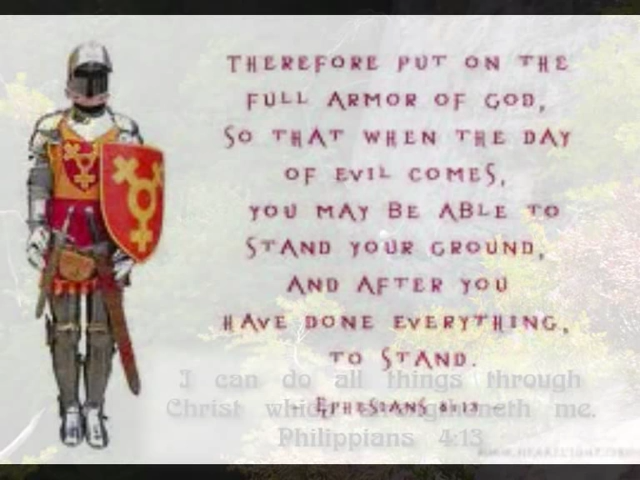 THEREFORE PUT ON THE
FULL ARMOR OF GOD,
SO THAT WHEN THE DAY
OF EVIL COMES,
YOU MAY BE ABLE TO
STAND YOUR GROUND,
AND AFTER YOU
HAVE DONE EVERYTHING,
TO STAND.
I can do all things through
EPHESIANS 6:13
Christ which strengtheneth me.
Philippians 4:13